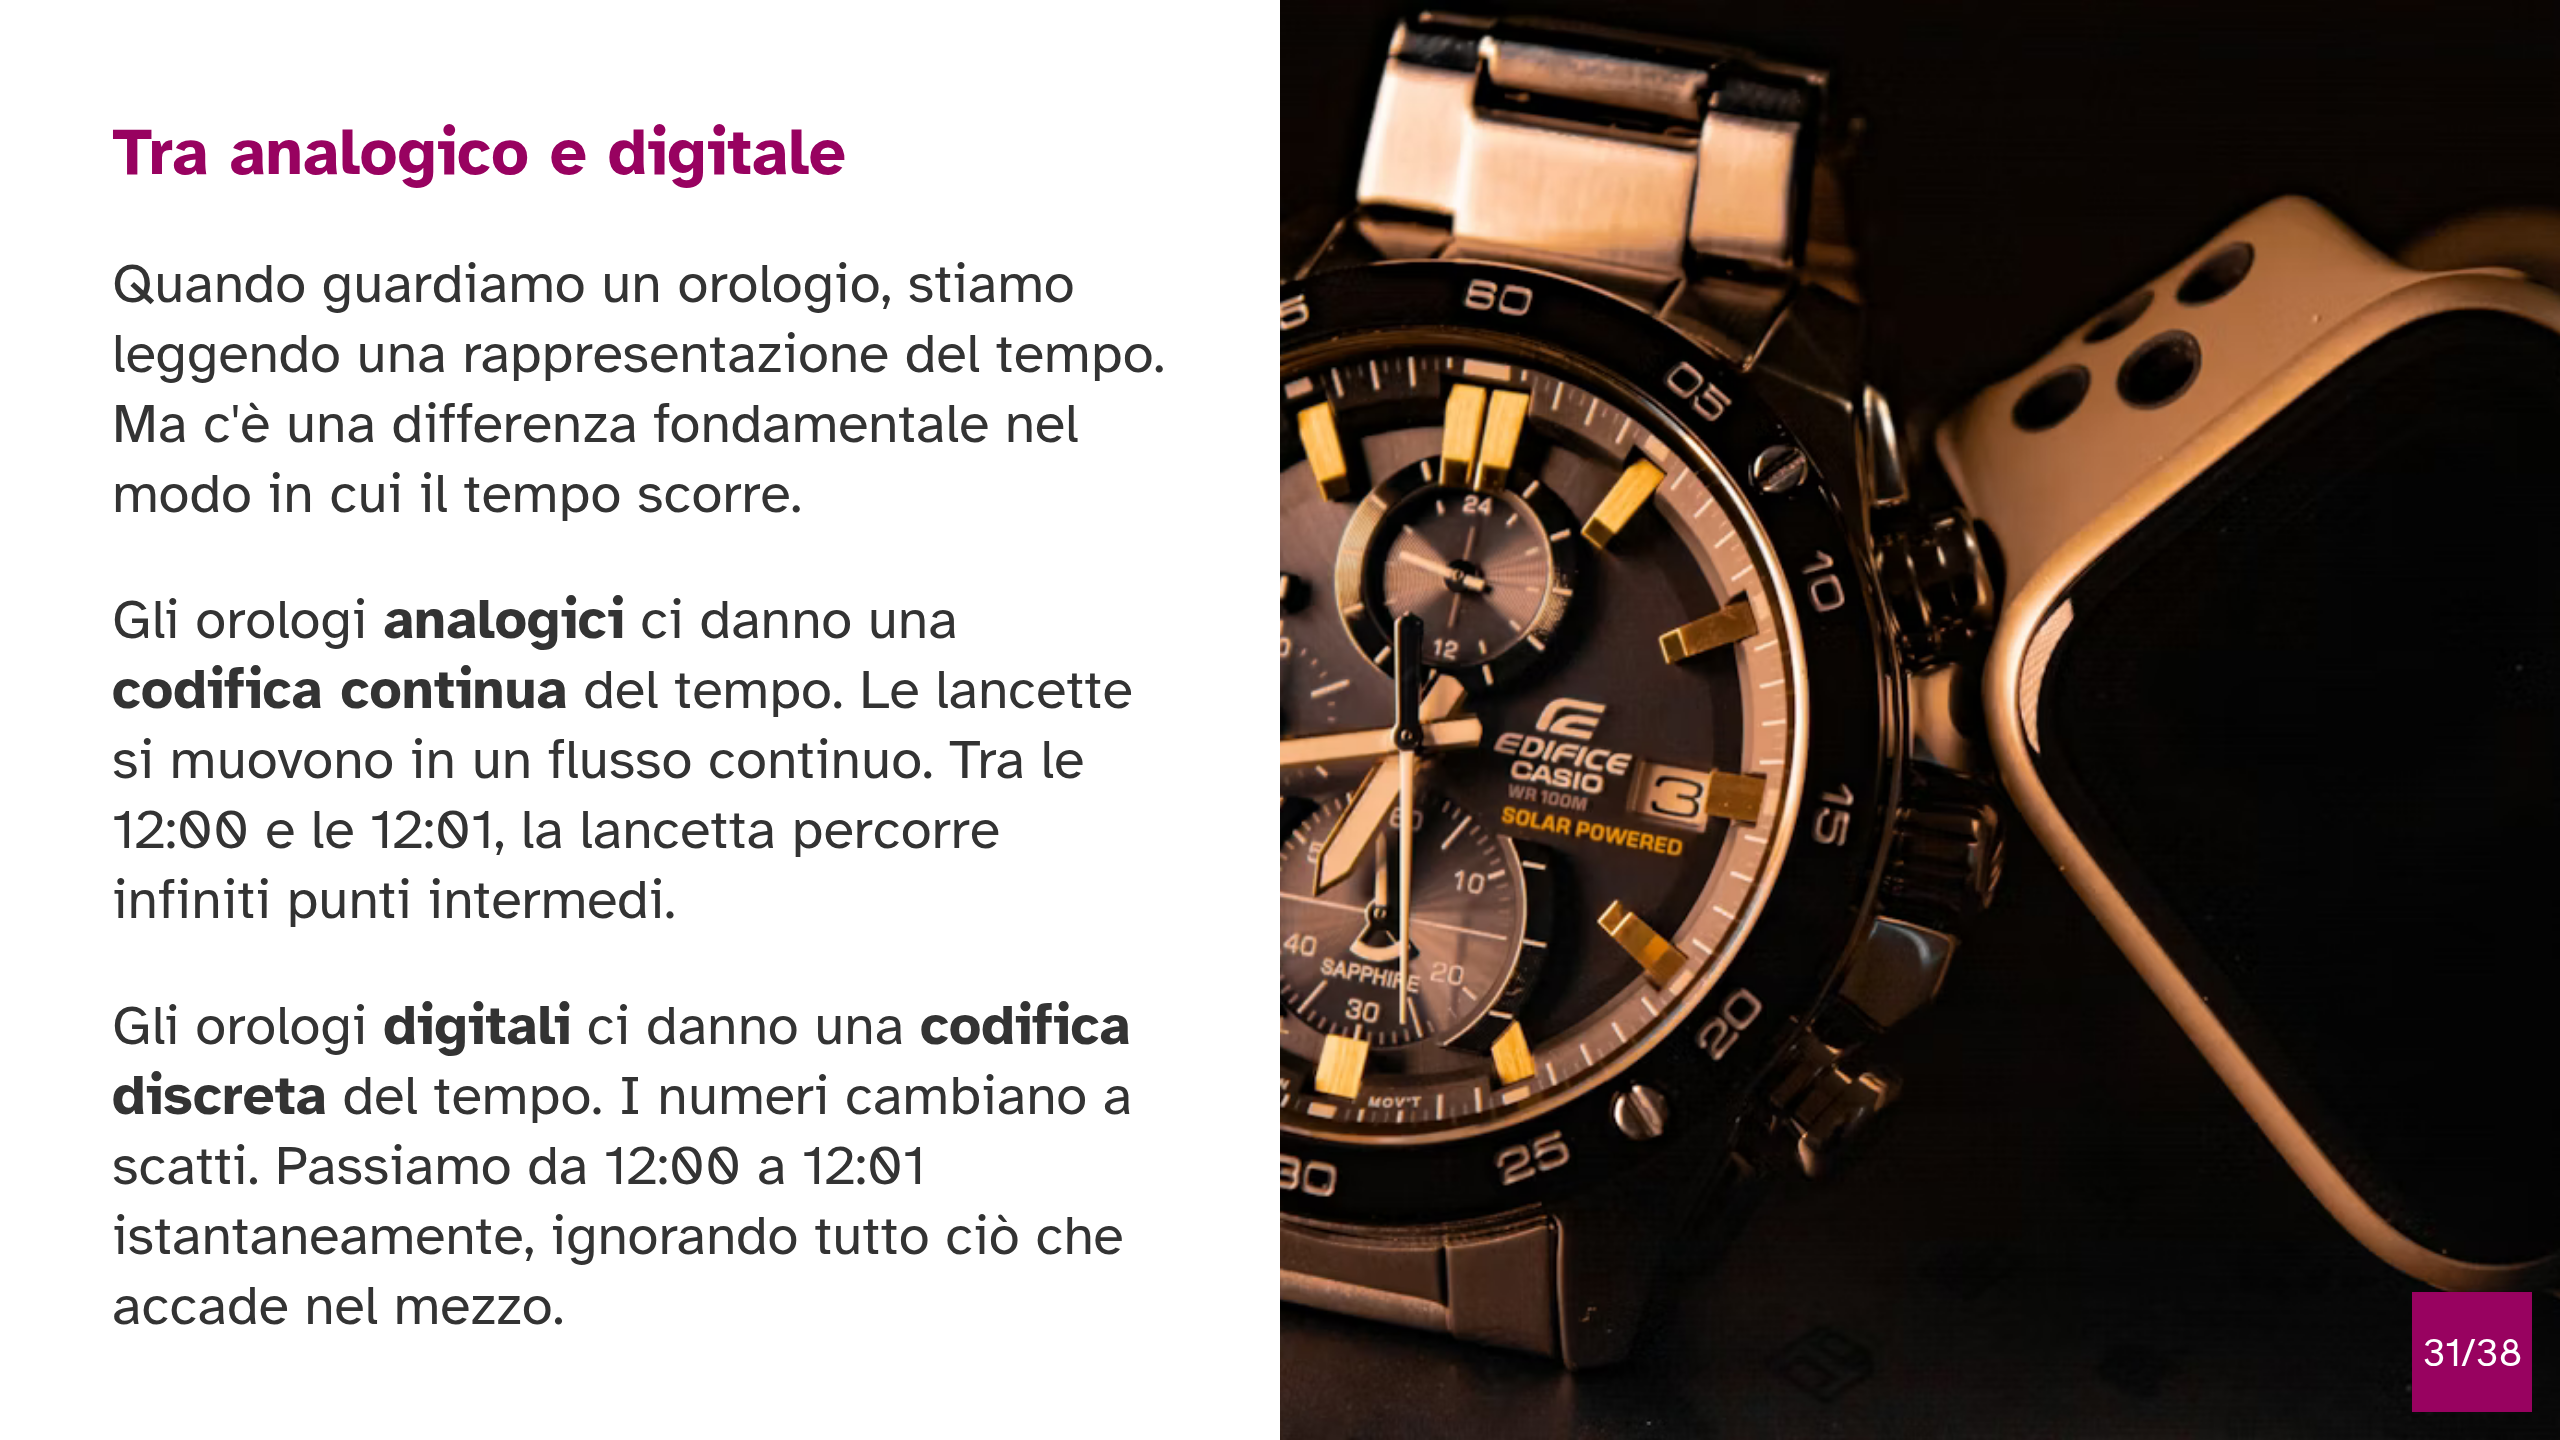 Tra analogico e digitale
Quando guardiamo un orologio, stiamo
leggendo una rappresentazione del tempo.
Ma c'è una differenza fondamentale nel
modo in cui il tempo scorre.
Gli orologi analogici ci danno una
codifica continua del tempo. Le lancette
si muovono in un flusso continuo. Tra le
12:00 e le 12:01, la lancetta percorre
infiniti punti intermedi.
Gli orologi digitali ci danno una codifica
discreta del tempo. I numeri cambiano a
scatti. Passiamo da 12:00 a 12:01
istantaneamente, ignorando tutto ciò che
accade nel mezzo.
60
05
10
15
20
25
30
24
12
EDIFICE
CASIO
WR 100M
3
SOLAR POWERED
60
10
40
20
SAPPHIRE
30
MOV'T
31/38